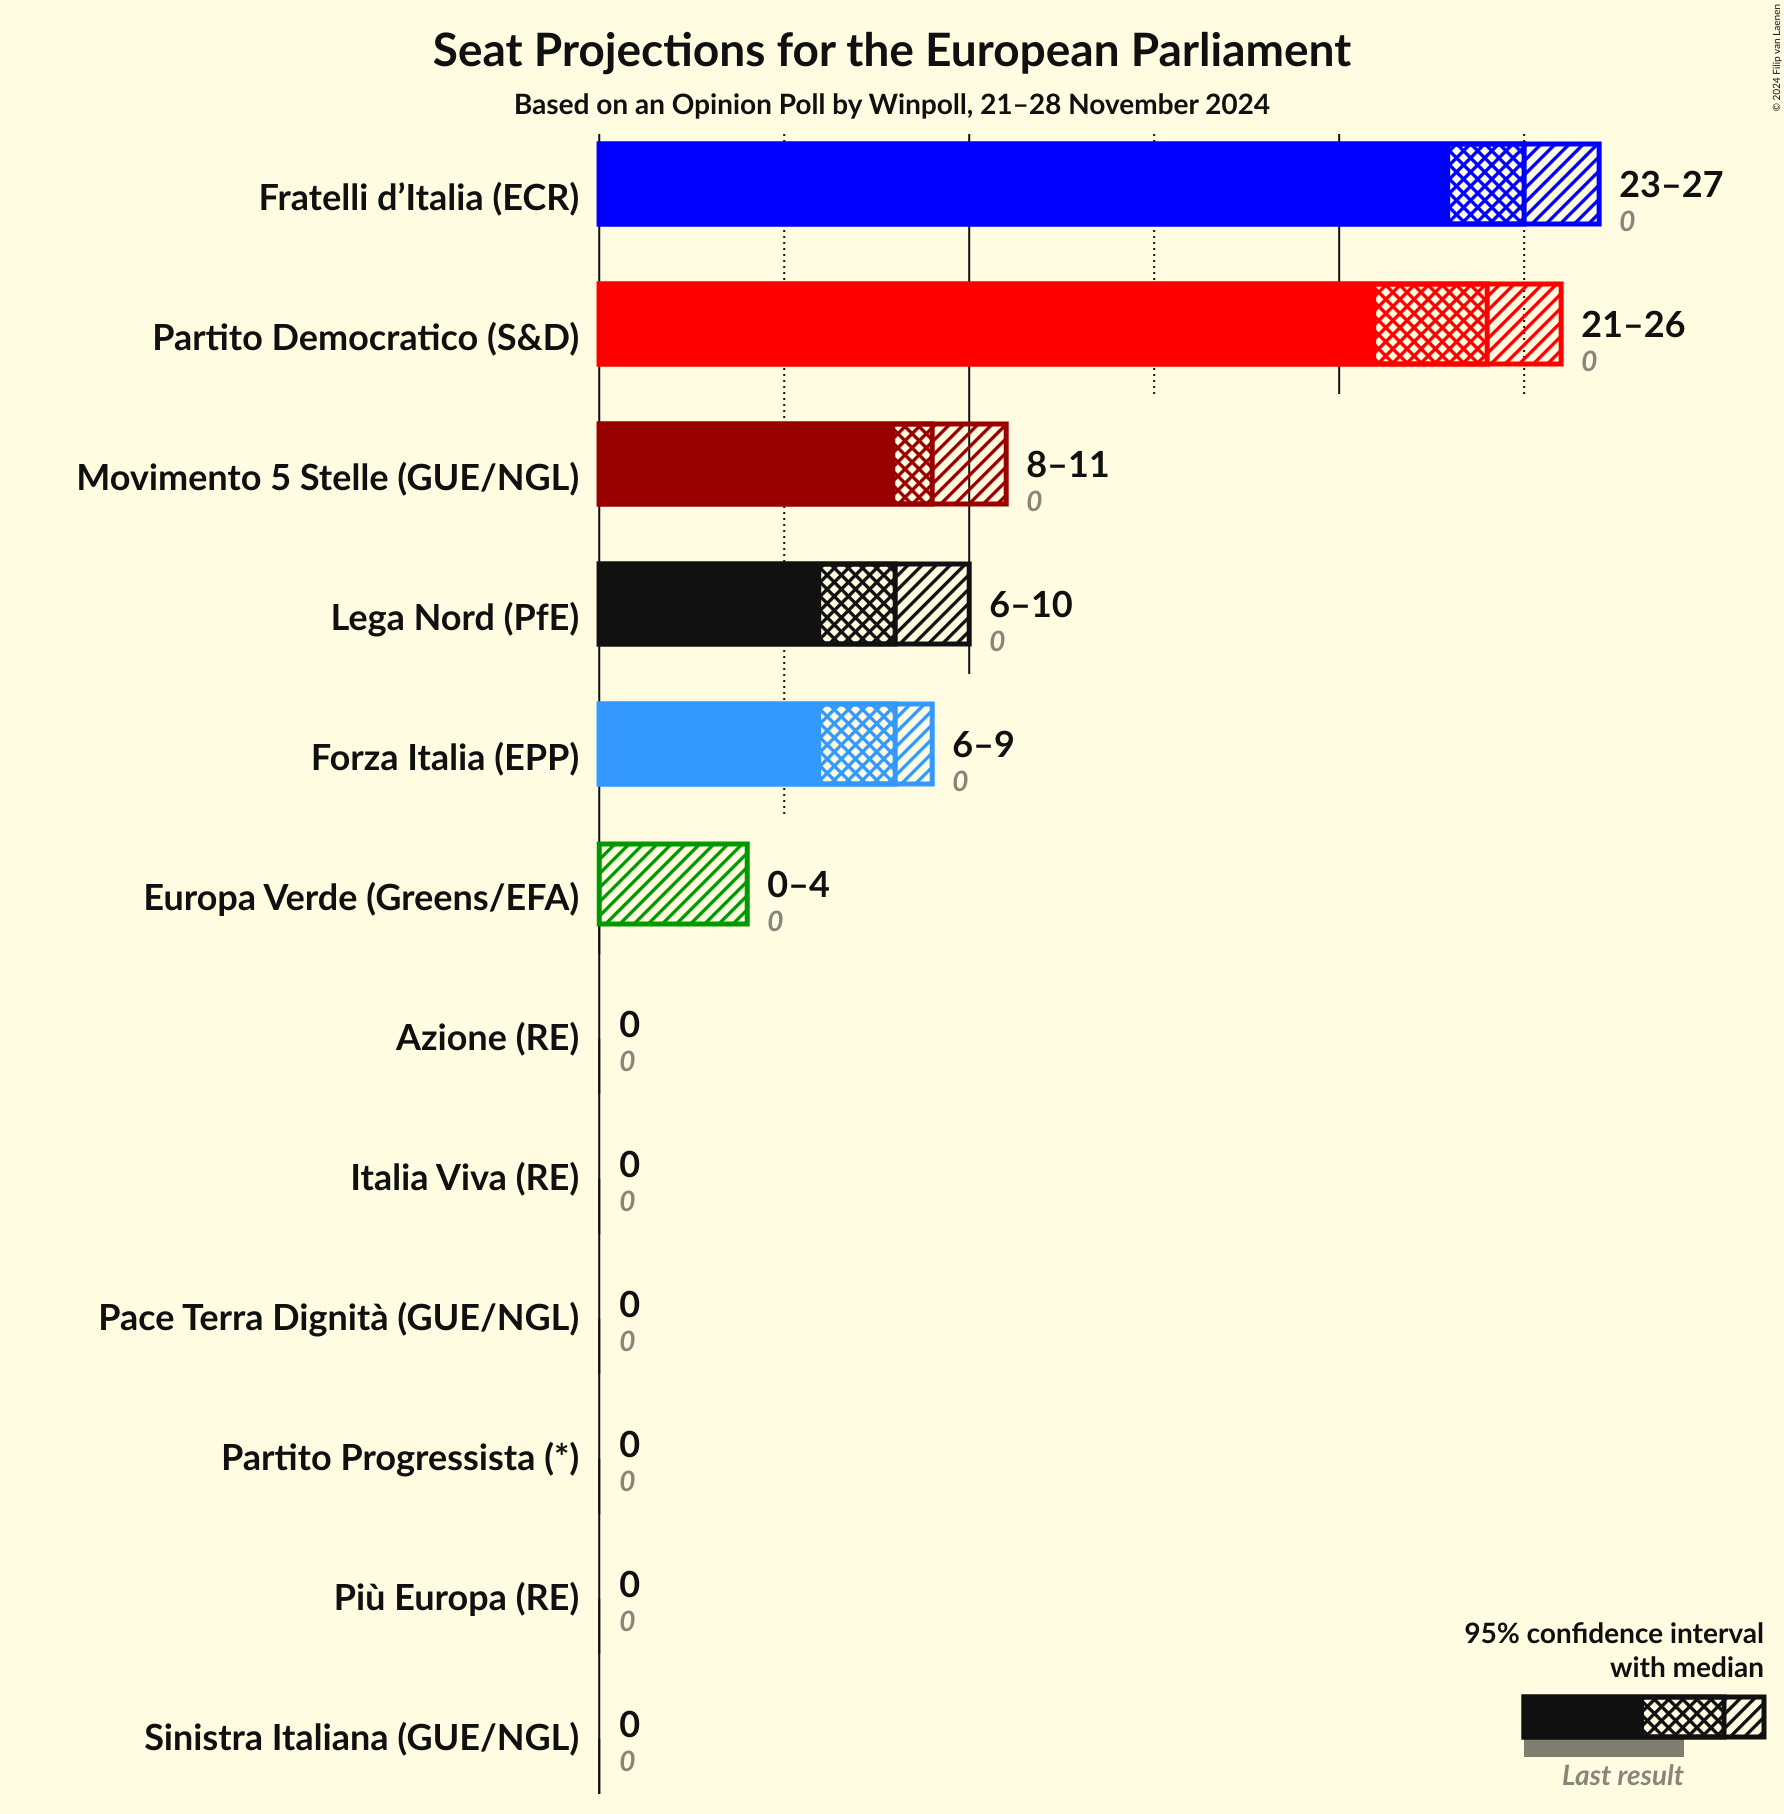 Seat Projections for the European Parliament
Based on an Opinion Poll by Winpoll, 21–28 November 2024
© 2024 Filip van Laenen
Fratelli d’Italia (ECR)
23–27
0
Partito Democratico (S&D)
21–26
0
Movimento 5 Stelle (GUE/NGL)
8–11
0
Lega Nord (PfE)
6–10
0
Forza Italia (EPP)
6–9
0
Europa Verde (Greens/EFA)
0–4
0
Azione (RE)
0
0
Italia Viva (RE)
0
0
Pace Terra Dignità (GUE/NGL)
0
0
Partito Progressista (*)
0
0
Più Europa (RE)
0
0
Sinistra Italiana (GUE/NGL)
0
0
95% confidence interval
with median
Last result